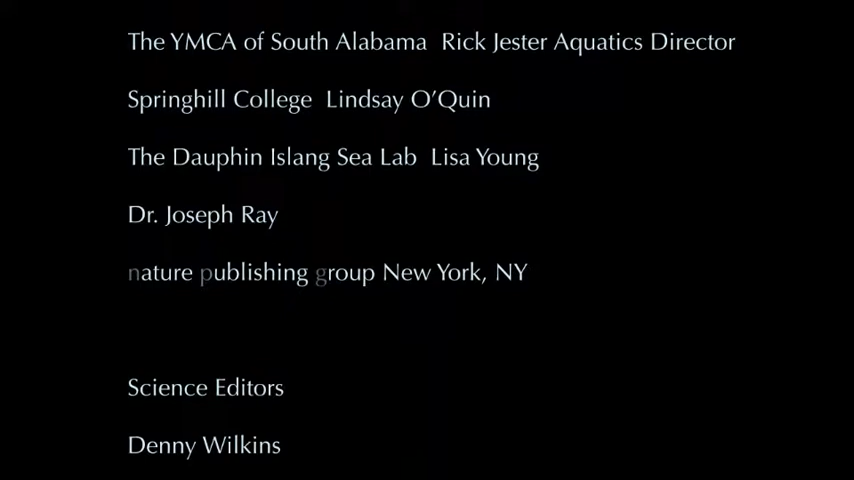 The YMCA of South Alabama  Rick Jester Aquatics Director
Springhill College  Lindsay O’Quin
The Dauphin Islang Sea Lab  Lisa Young
Dr. Joseph Ray
nature publishing group New York, NY
Science Editors
Denny Wilkins